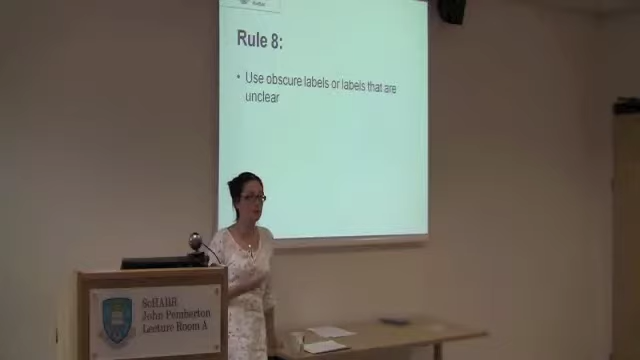 Rule 8:
• Use obscure labels or labels that are
unclear
ScHARR
John Pemberton
Lecture Room A